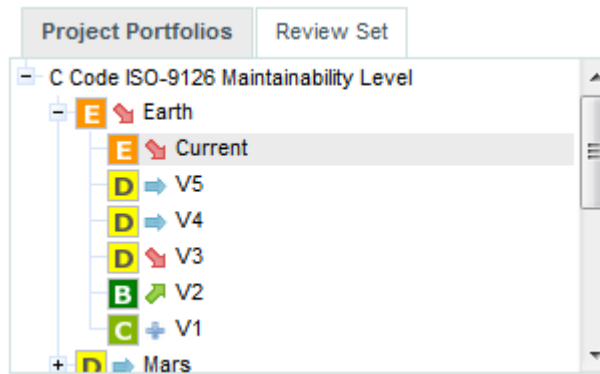 Project Portfolios Review Set
C Code ISO-9126 Maintainability Level
E Earth
E Current
D V5
D V4
D V3
B V2
C V1
D Mars